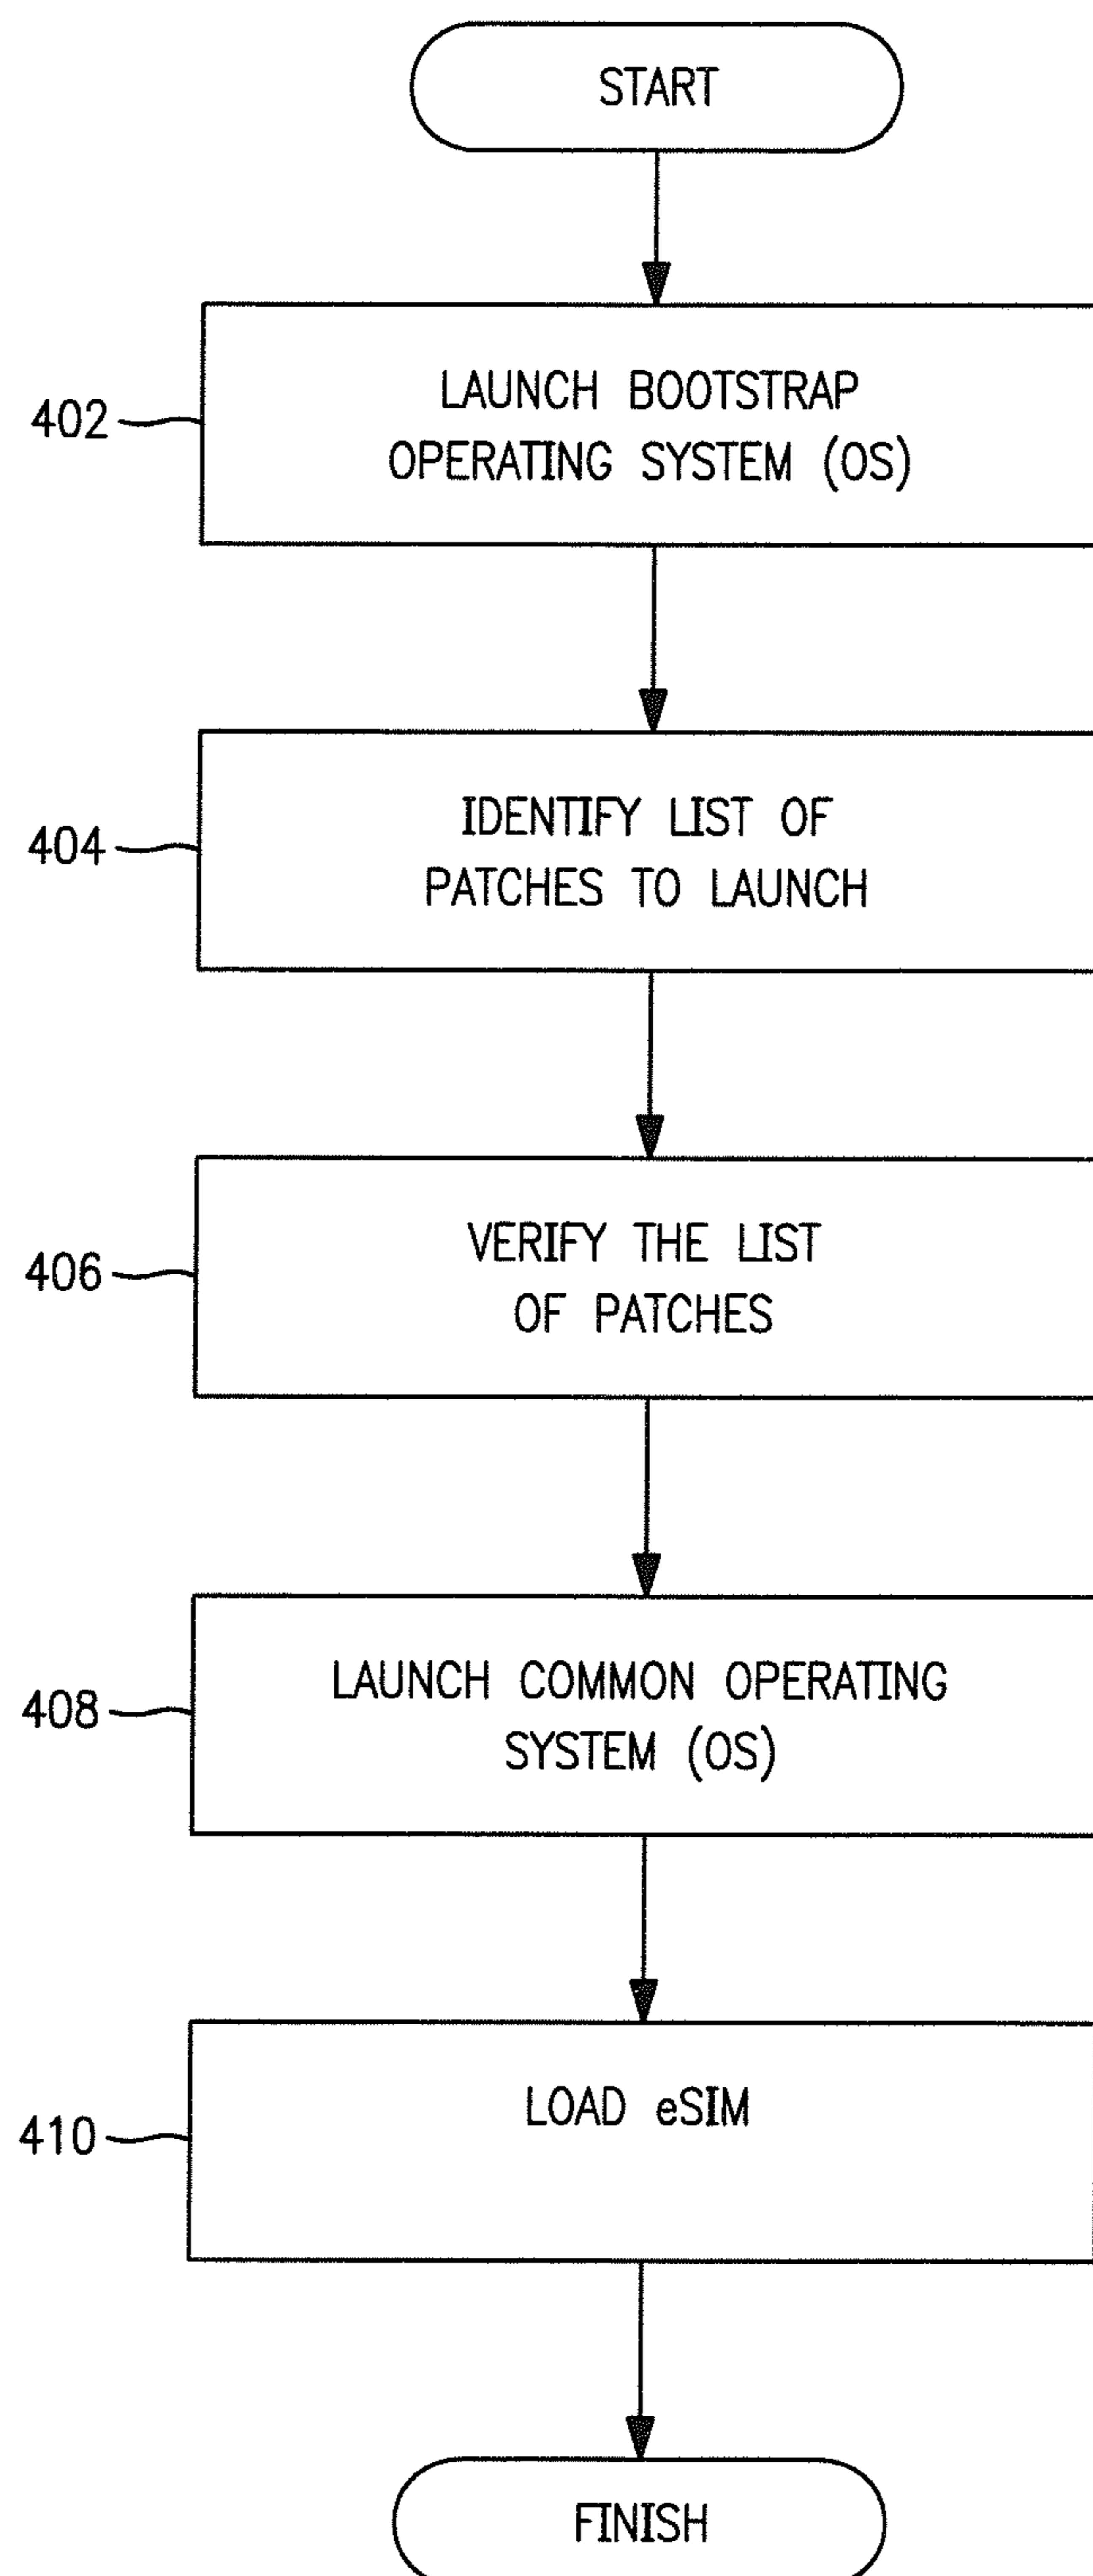 START
402
LAUNCH BOOTSTRAP
OPERATING SYSTEM (OS)
404
IDENTIFY LIST OF
PATCHES TO LAUNCH
406
VERIFY THE LIST
OF PATCHES
408
LAUNCH COMMON OPERATING
SYSTEM (OS)
410
LOAD eSIM
FINISH